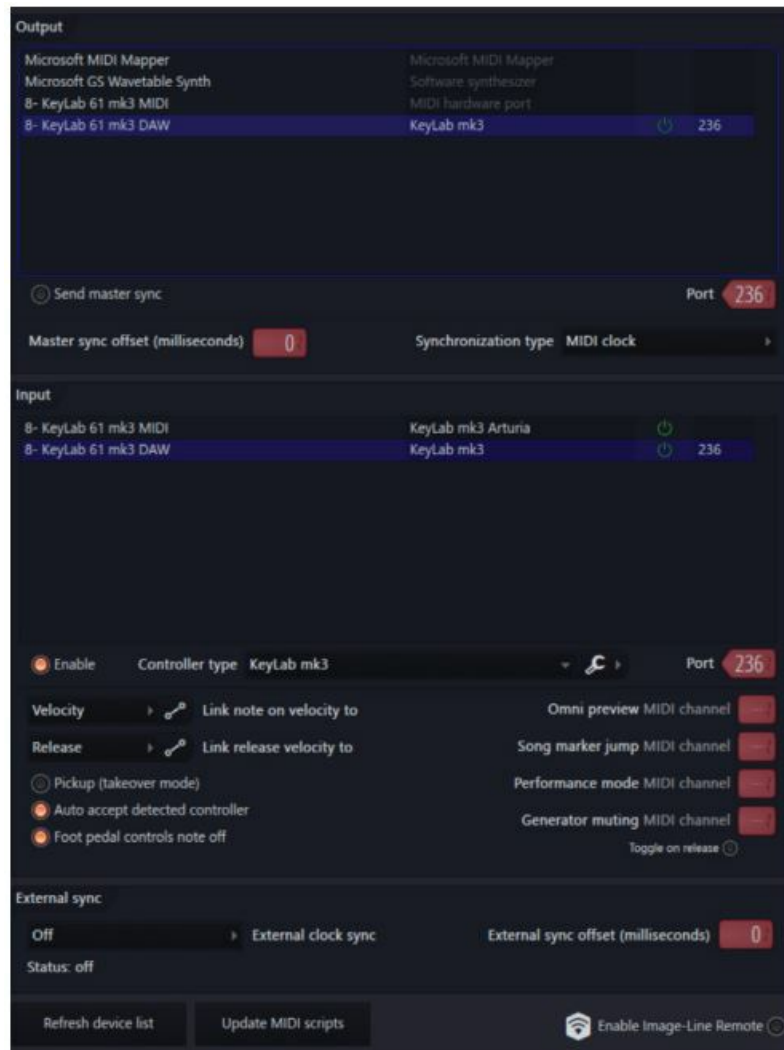 Output
Microsoft MIDI Mapper Microsoft MIDI Mapper
Microsoft GS Wavetable Synth Software synthesizer
8- KeyLab 61 mk3 MIDI MIDI hardware port
8- KeyLab 61 mk3 DAW KeyLab mk3 236
Send master sync Port 236
Master sync offset (milliseconds) 0 Synchronization type MIDI clock
Input
8- KeyLab 61 mk3 MIDI KeyLab mk3 Arturia
8- KeyLab 61 mk3 DAW KeyLab mk3 236
Enable Controller type KeyLab mk3 Port 236
Velocity Link note on velocity to Omni preview MIDI channel ---
Release Link release velocity to Song marker jump MIDI channel ---
Pickup (takeover mode) Performance mode MIDI channel ---
Auto accept detected controller
Foot pedal controls note off Generator muting MIDI channel ---
Toggle on release
External sync
Off External clock sync External sync offset (milliseconds) 0
Status: off
Refresh device list Update MIDI scripts Enable Image-Line Remote